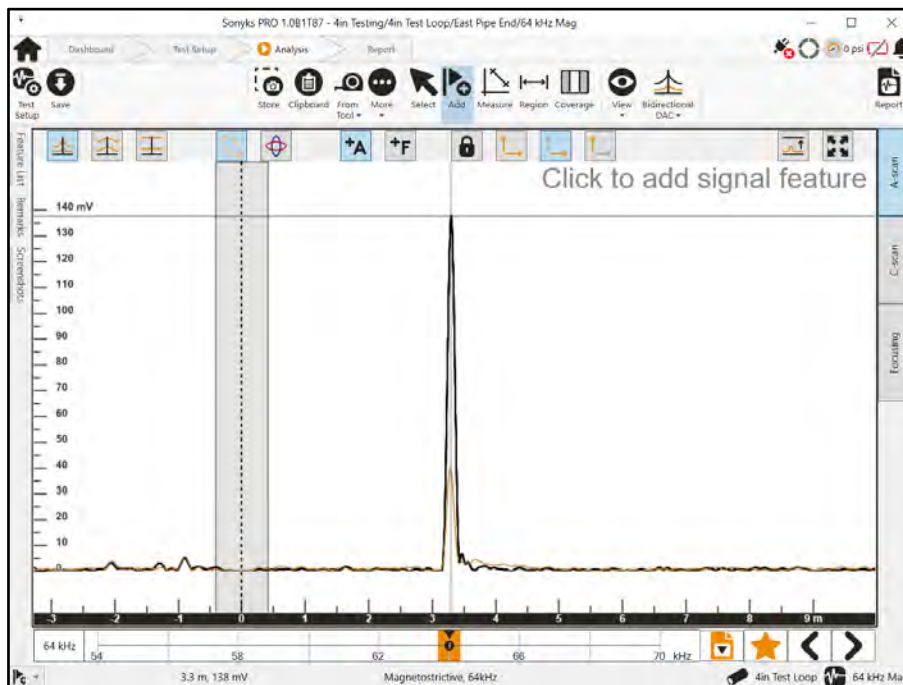 Sonyks PRO 1.0B1T87 - 4in Testing/4in Test Loop/East Pipe End/64 kHz Mag
Dashboard Test Setup Analysis Report
0 psi
Test Setup Save Store Clipboard From Tool More Select Add Measure Region Coverage View Bidirectional DAC Report
+A +F
Click to add signal feature
Feature List
Remarks
Screenshots
A-scan
C-scan
Focusing
140 mV
130
120
110
100
90
80
70
60
50
40
30
20
10
0
-3 -2 -1 0 1 2 3 4 5 6 7 8 9 m
64 kHz 54 58 62 66 70 kHz
3.3 m, 138 mV Magnetostrictive, 64kHz 4in Test Loop 64 kHz Ma